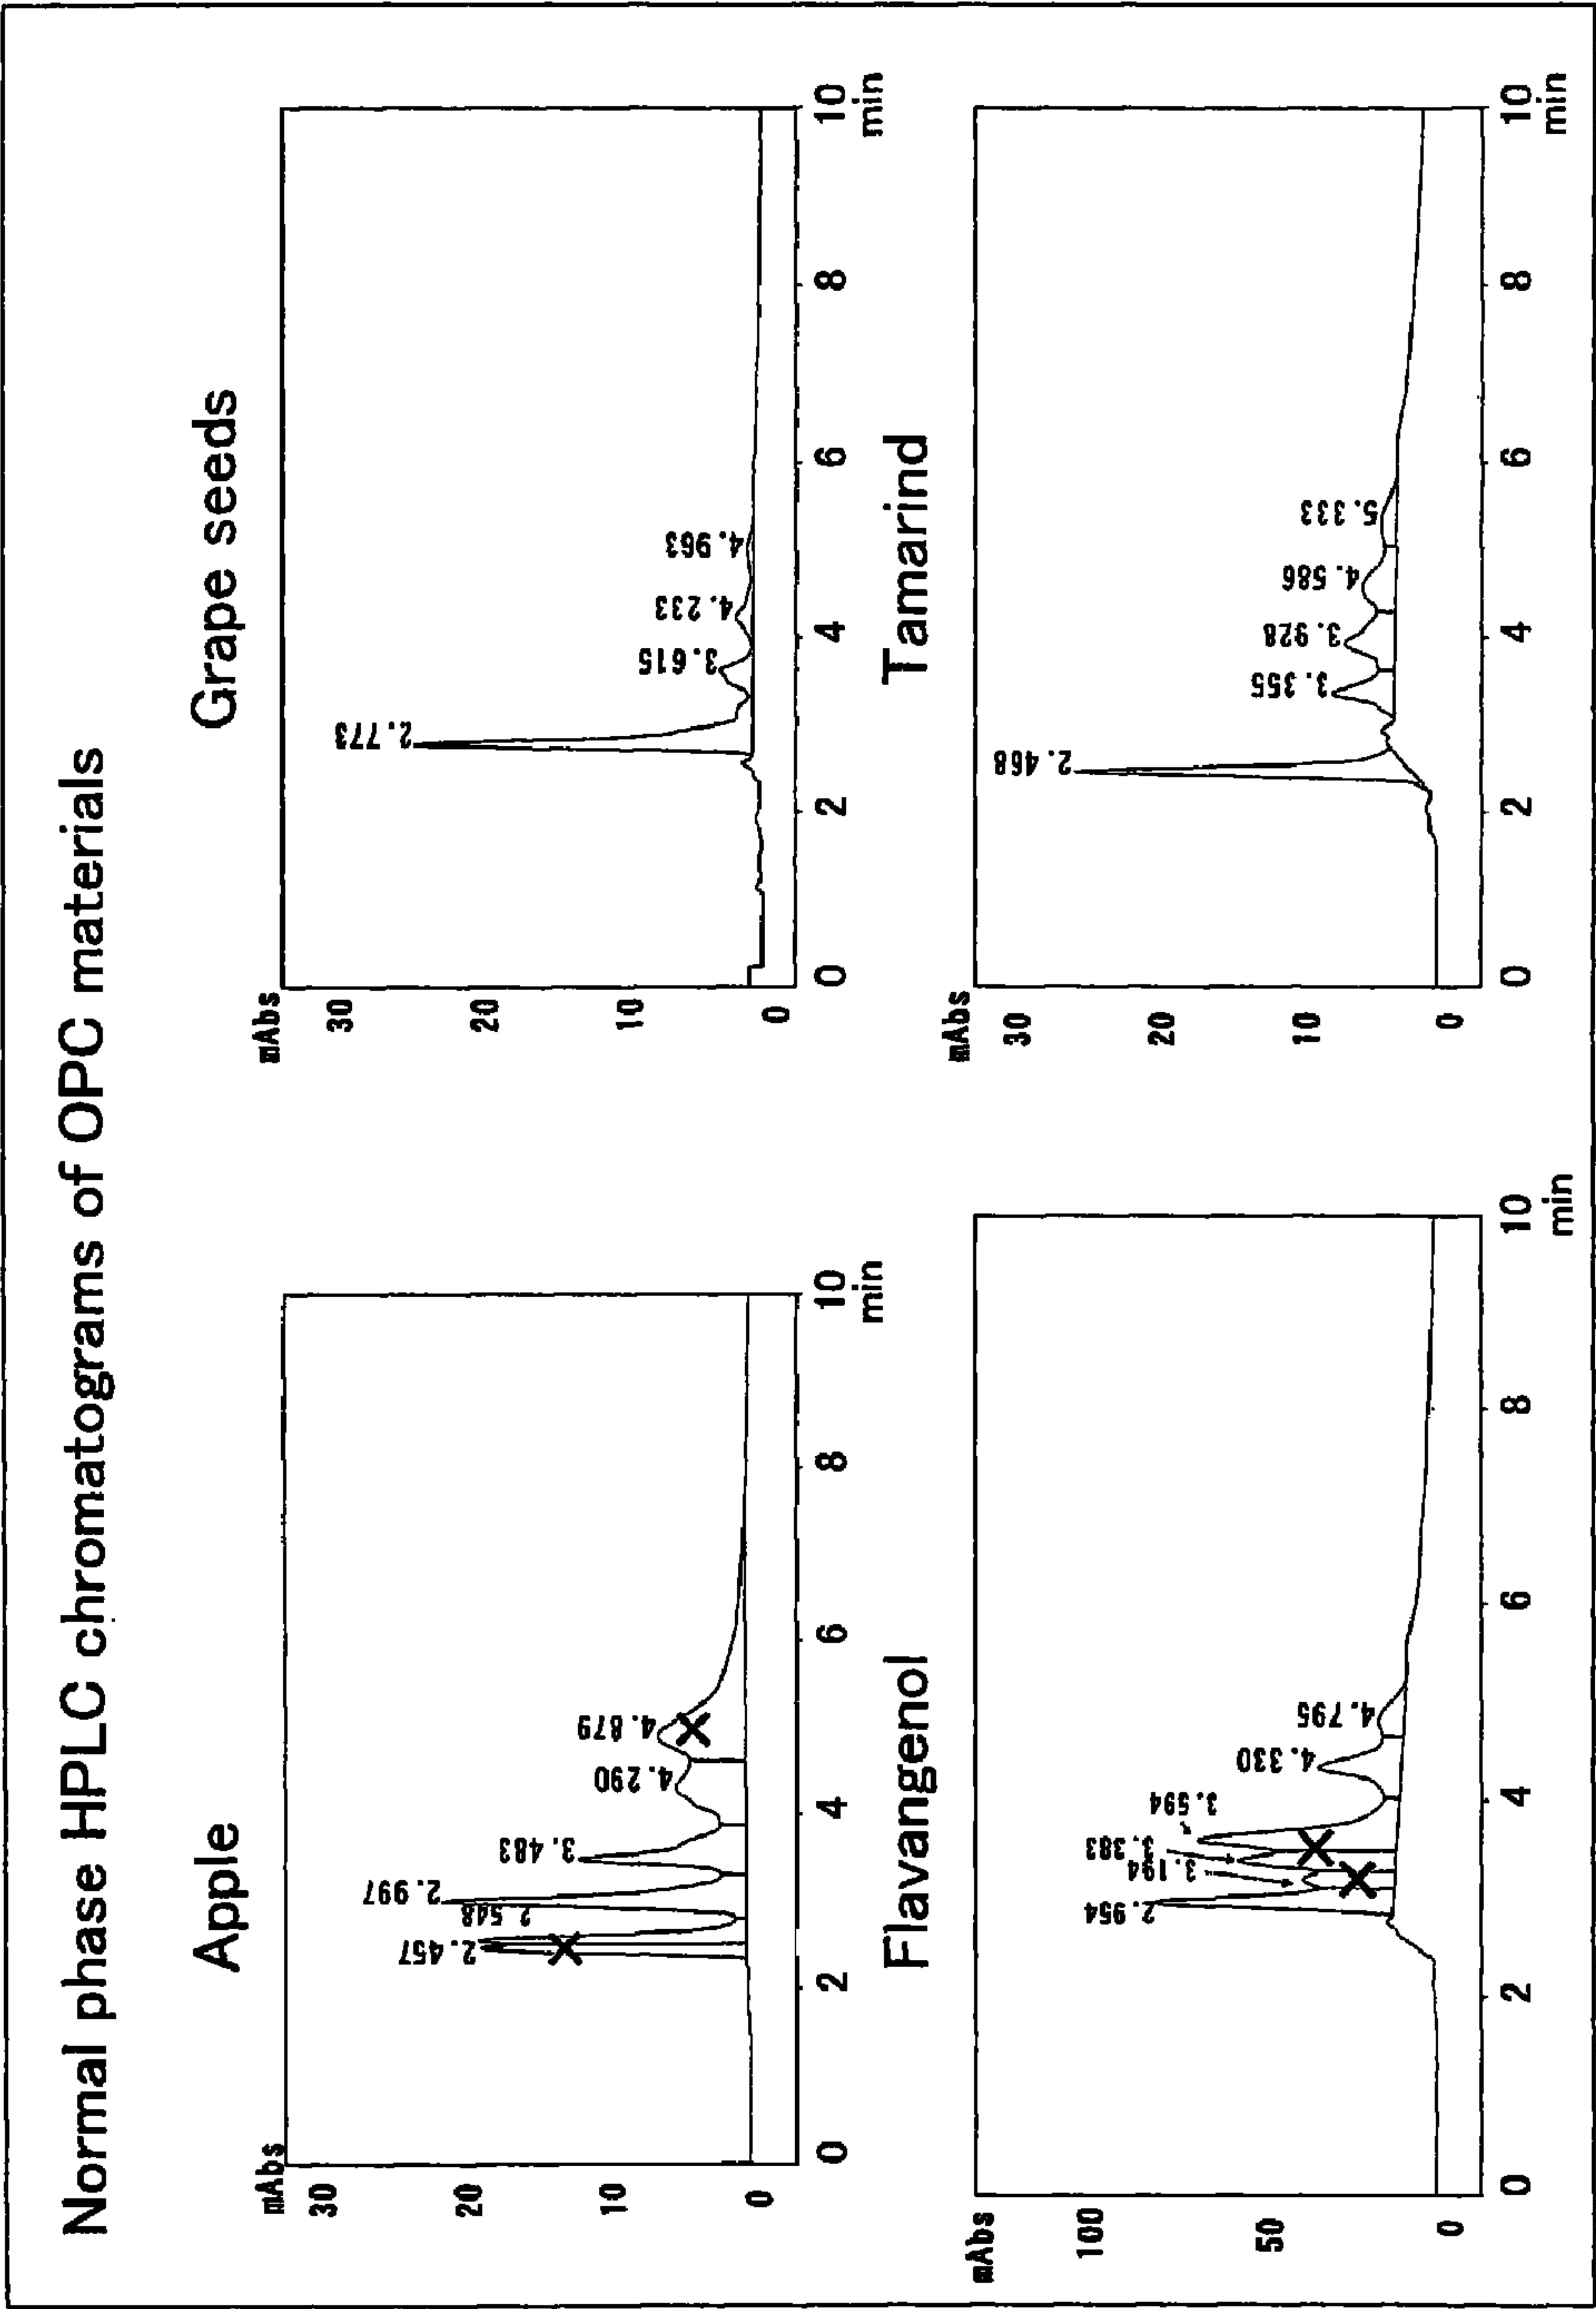 Normal phase HPLC chromatograms of OPC materials
Apple
mAbs
30
20
10
0
2.457
2.548
2.997
3.483
4.290
4.879
0 2 4 6 8 10
min
Grape seeds
mAbs
30
20
10
0
2.773
3.615
4.233
4.963
0 2 4 6 8 10
min
Flavangenol
mAbs
100
50
0
2.954
3.194
3.383
3.594
4.330
4.795
0 2 4 6 8 10
min
Tamarind
mAbs
30
20
10
0
2.468
3.355
3.928
4.586
5.333
0 2 4 6 8 10
min